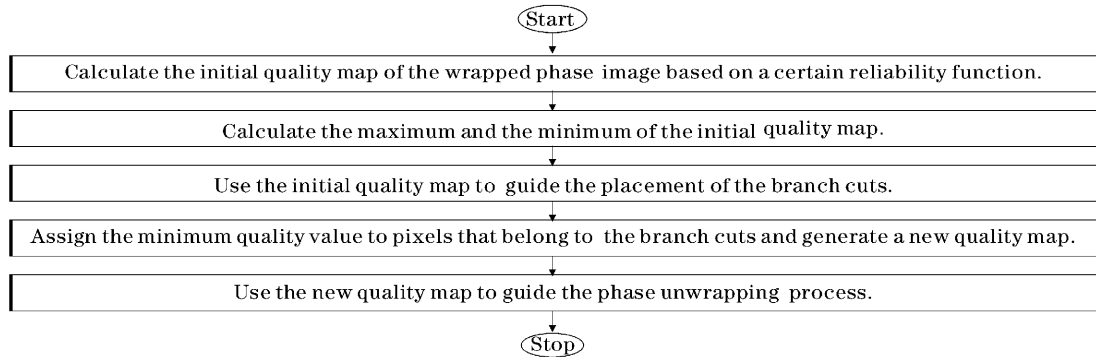 Start
Calculate the initial quality map of the wrapped phase image based on a certain reliability function.
Calculate the maximum and the minimum of the initial quality map.
Use the initial quality map to guide the placement of the branch cuts.
Assign the minimum quality value to pixels that belong to the branch cuts and generate a new quality map.
Use the new quality map to guide the phase unwrapping process.
Stop